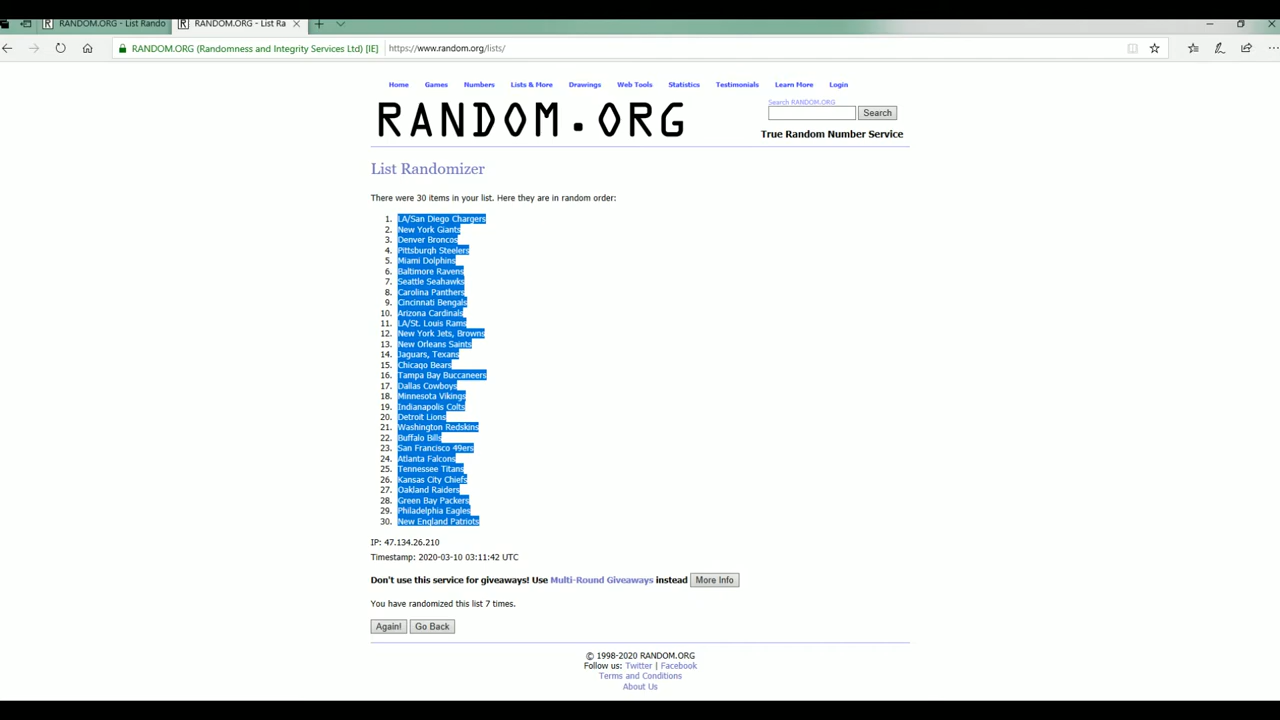 RANDOM.ORG - List Rando
RANDOM.ORG - List Ra
RANDOM.ORG (Randomness and Integrity Services Ltd) [IE]
https://www.random.org/lists/
Home Games Numbers Lists & More Drawings Web Tools Statistics Testimonials Learn More Login
RANDOM.ORG
Search RANDOM.ORG
Search
True Random Number Service
List Randomizer
There were 30 items in your list. Here they are in random order:
1. LA/San Diego Chargers
2. New York Giants
3. Denver Broncos
4. Pittsburgh Steelers
5. Miami Dolphins
6. Baltimore Ravens
7. Seattle Seahawks
8. Carolina Panthers
9. Cincinnati Bengals
10. Arizona Cardinals
11. LA/St. Louis Rams
12. New York Jets, Browns
13. New Orleans Saints
14. Jaguars, Texans
15. Chicago Bears
16. Tampa Bay Buccaneers
17. Dallas Cowboys
18. Minnesota Vikings
19. Indianapolis Colts
20. Detroit Lions
21. Washington Redskins
22. Buffalo Bills
23. San Francisco 49ers
24. Atlanta Falcons
25. Tennessee Titans
26. Kansas City Chiefs
27. Oakland Raiders
28. Green Bay Packers
29. Philadelphia Eagles
30. New England Patriots
IP: 47.134.26.210
Timestamp: 2020-03-10 03:11:42 UTC
Don't use this service for giveaways! Use Multi-Round Giveaways instead More Info
You have randomized this list 7 times.
Again! Go Back
© 1998-2020 RANDOM.ORG
Follow us: Twitter | Facebook
Terms and Conditions
About Us